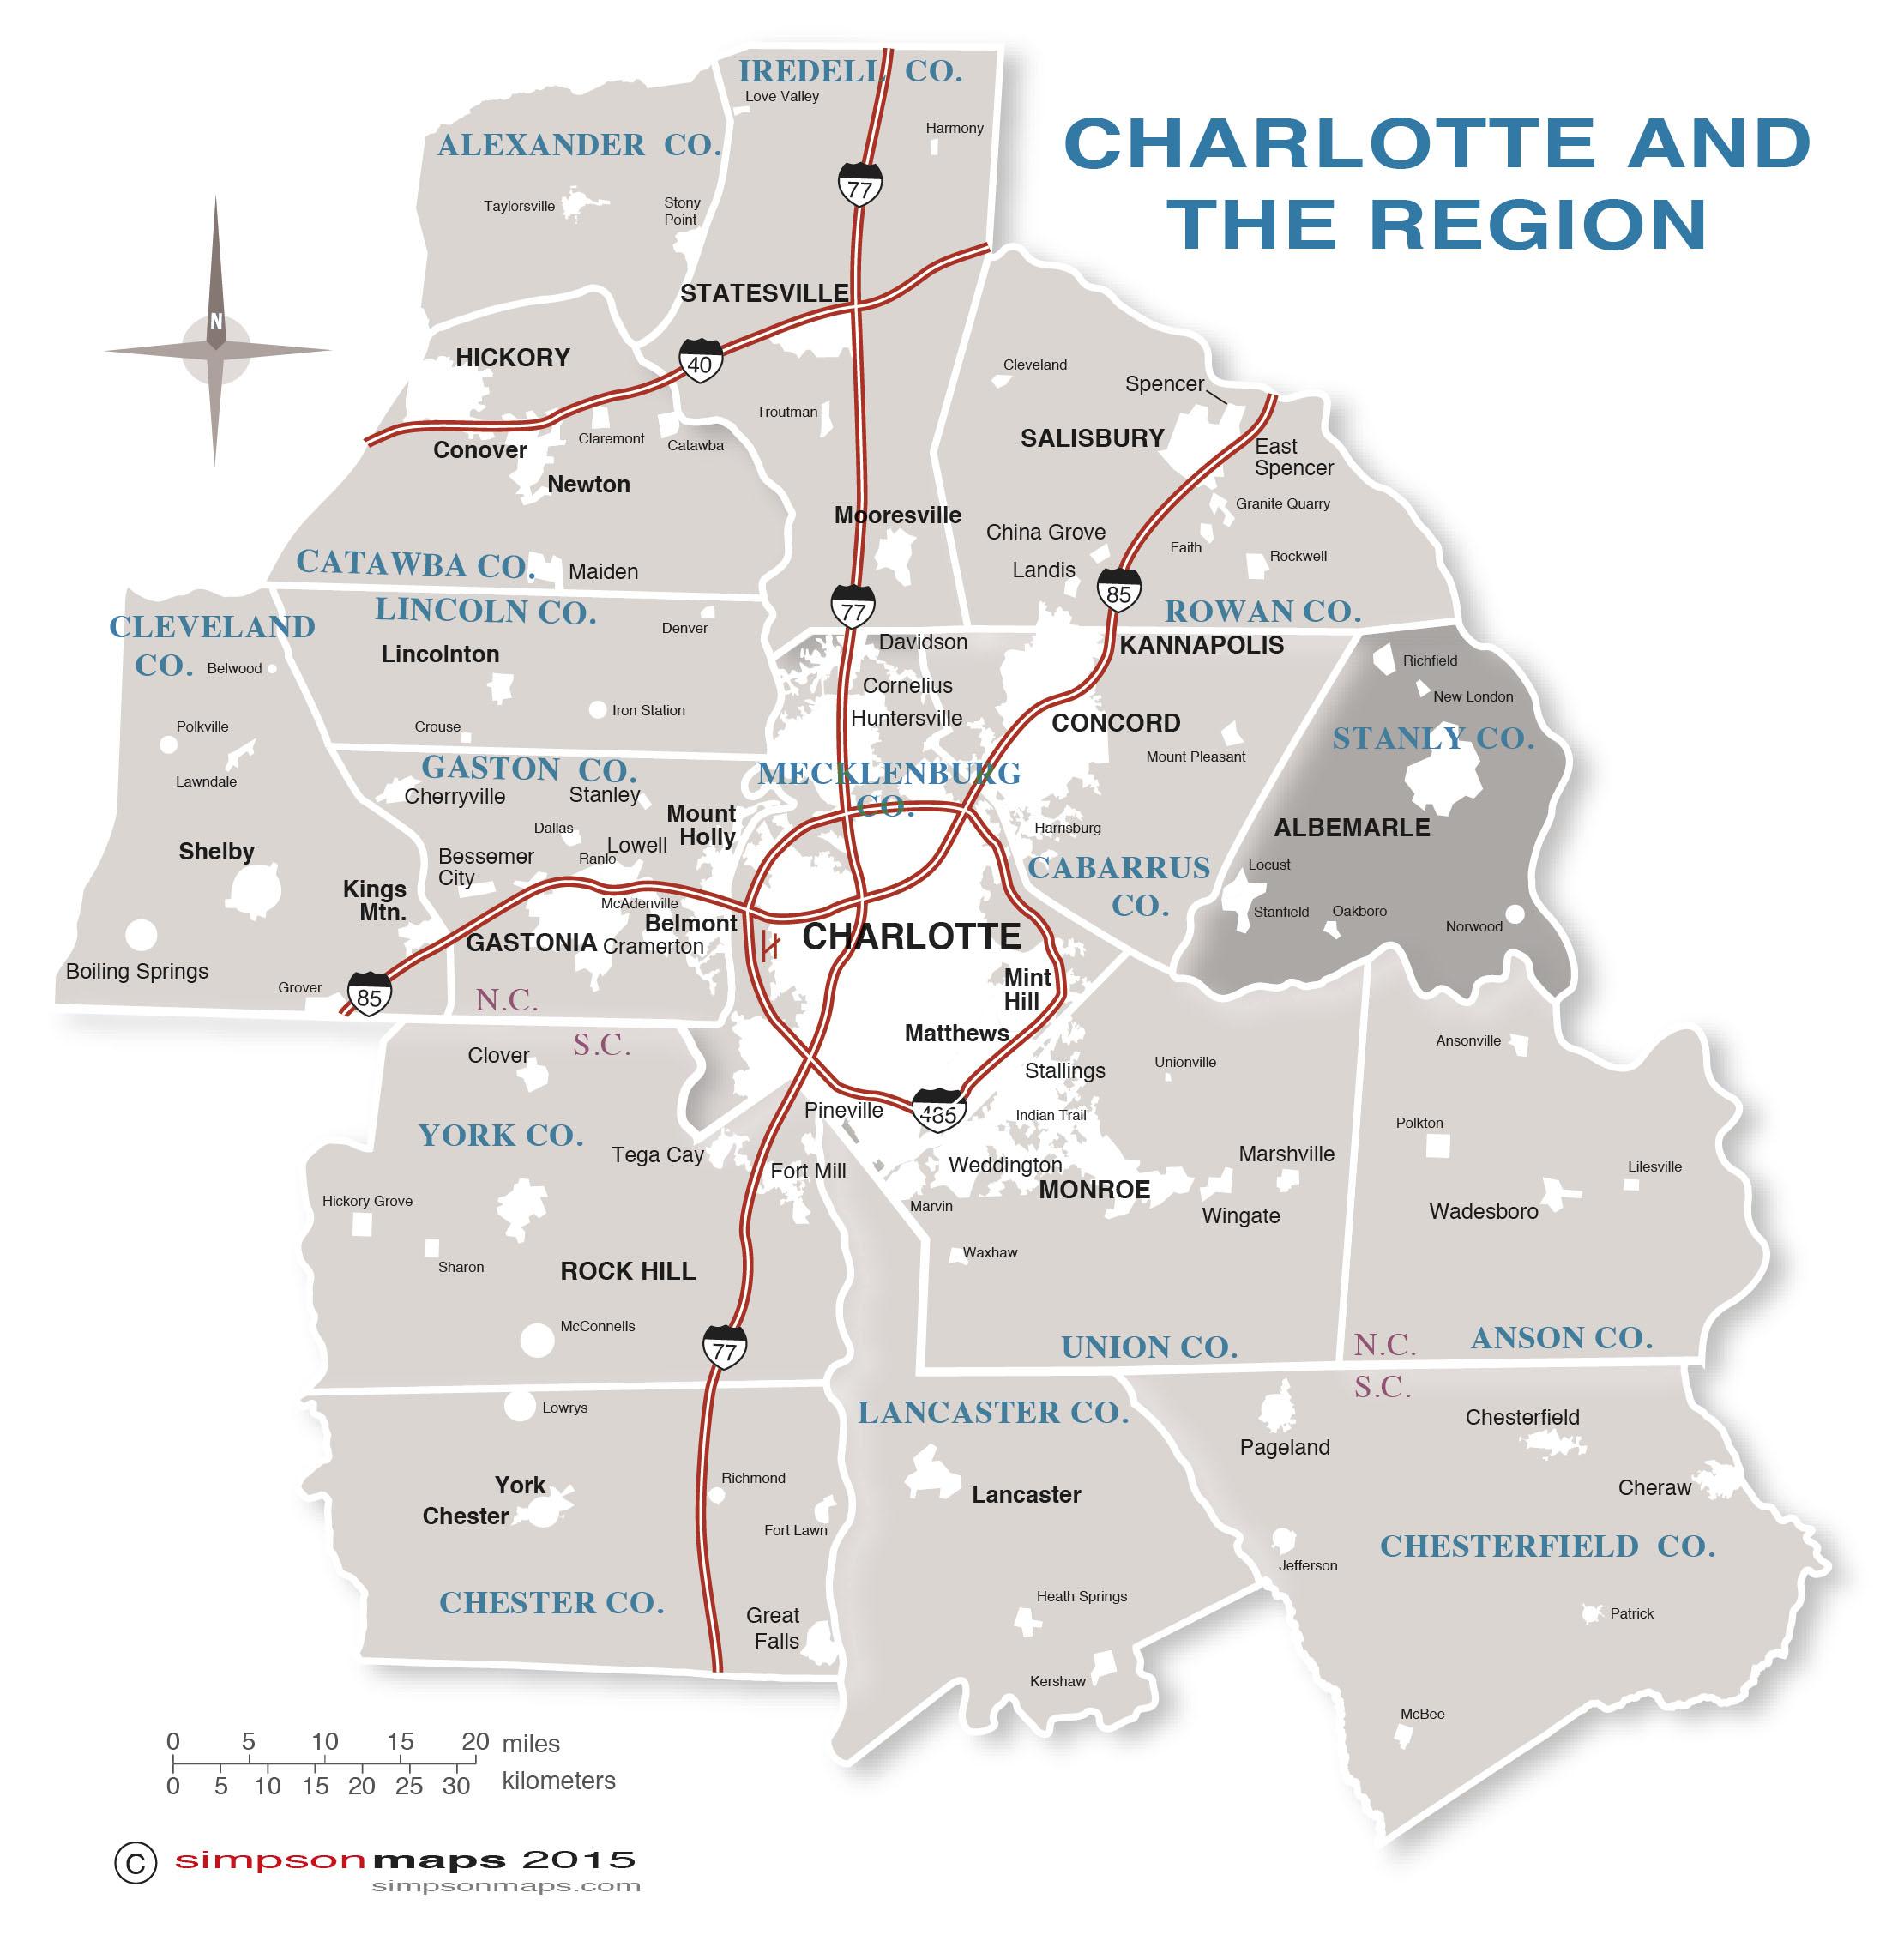 CHARLOTTE AND
THE REGION
IREDELL CO.
Love Valley
Harmony
ALEXANDER CO.
77
Taylorsville
Stony
Point
STATESVILLE
N
HICKORY
40
Cleveland
Spencer
Troutman
Claremont
Catawba
SALISBURY
Conover
East
Spencer
Newton
Granite Quarry
Mooresville
China Grove
Faith
Rockwell
CATAWBA CO.
Maiden
Landis
85
77
LINCOLN CO.
ROWAN CO.
CLEVELAND
CO.
Belwood
Denver
Davidson
KANNAPOLIS
Lincolnton
Richfield
Cornelius
New London
Polkville
Crouse
Iron Station
Huntersville
CONCORD
STANLY CO.
Mount Pleasant
GASTON CO.
MECKLENBURG
CO.
Lawndale
Cherryville
Stanley
Mount
Holly
Dallas
Harrisburg
ALBEMARLE
Lowell
Shelby
Bessemer
City
Ranlo
CABARRUS
CO.
Locust
Kings
Mtn.
McAdenville
Stanfield
Oakboro
Norwood
Belmont
GASTONIA
Cramerton
CHARLOTTE
Boiling Springs
Mint
Hill
Grover
85
N.C.
S.C.
Matthews
Ansonville
Clover
Stallings
Unionville
Pineville
485
Indian Trail
Polkton
YORK CO.
Tega Cay
Fort Mill
Weddington
Marshville
Lilesville
MONROE
Hickory Grove
Marvin
Wingate
Wadesboro
Sharon
ROCK HILL
Waxhaw
McConnells
77
UNION CO.
N.C.
ANSON CO.
S.C.
Lowrys
LANCASTER CO.
Chesterfield
Pageland
York
Richmond
Lancaster
Cheraw
Chester
Fort Lawn
CHESTERFIELD CO.
Jefferson
CHESTER CO.
Heath Springs
Great
Falls
Patrick
Kershaw
McBee
0 5 10 15 20 miles
0 5 10 15 20 25 30 kilometers
© simpsonmaps 2015
simpsonmaps.com